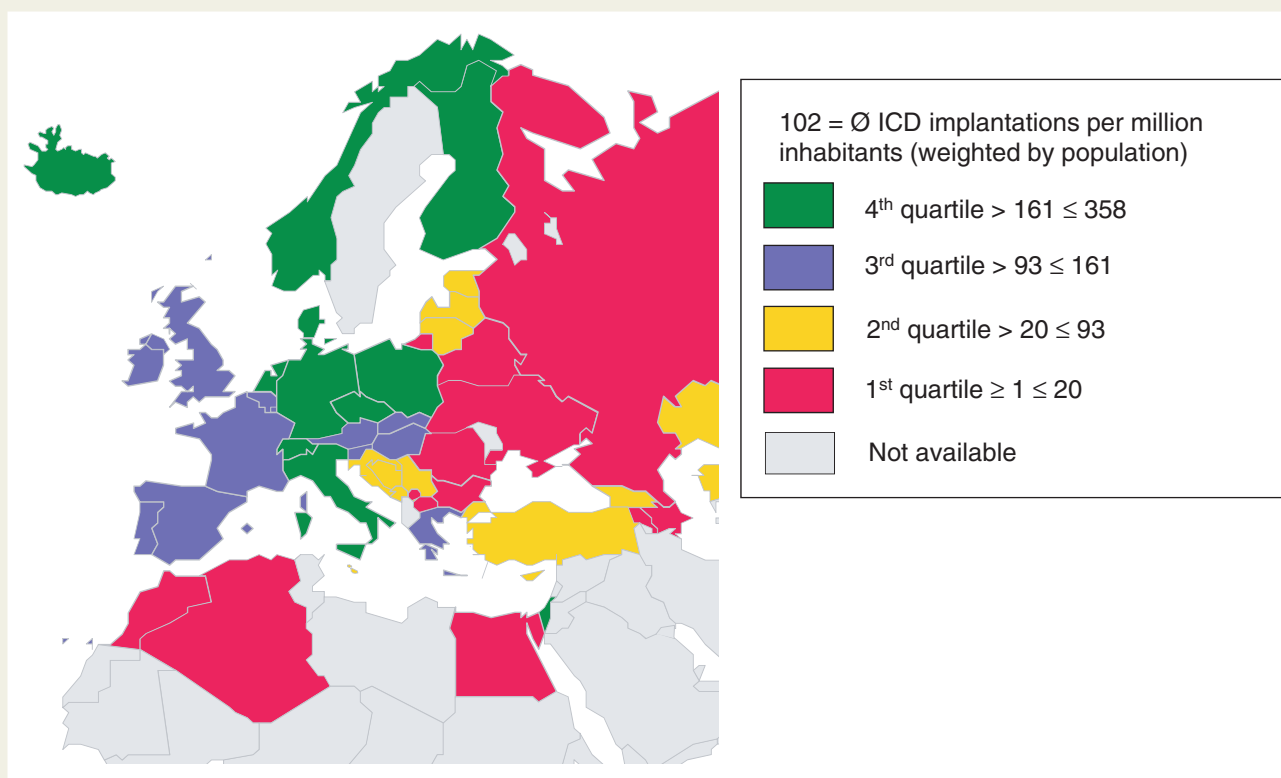 102 = Ø ICD implantations per million
inhabitants (weighted by population)
4th quartile > 161 ≤ 358
3rd quartile > 93 ≤ 161
2nd quartile > 20 ≤ 93
1st quartile ≥ 1 ≤ 20
Not available